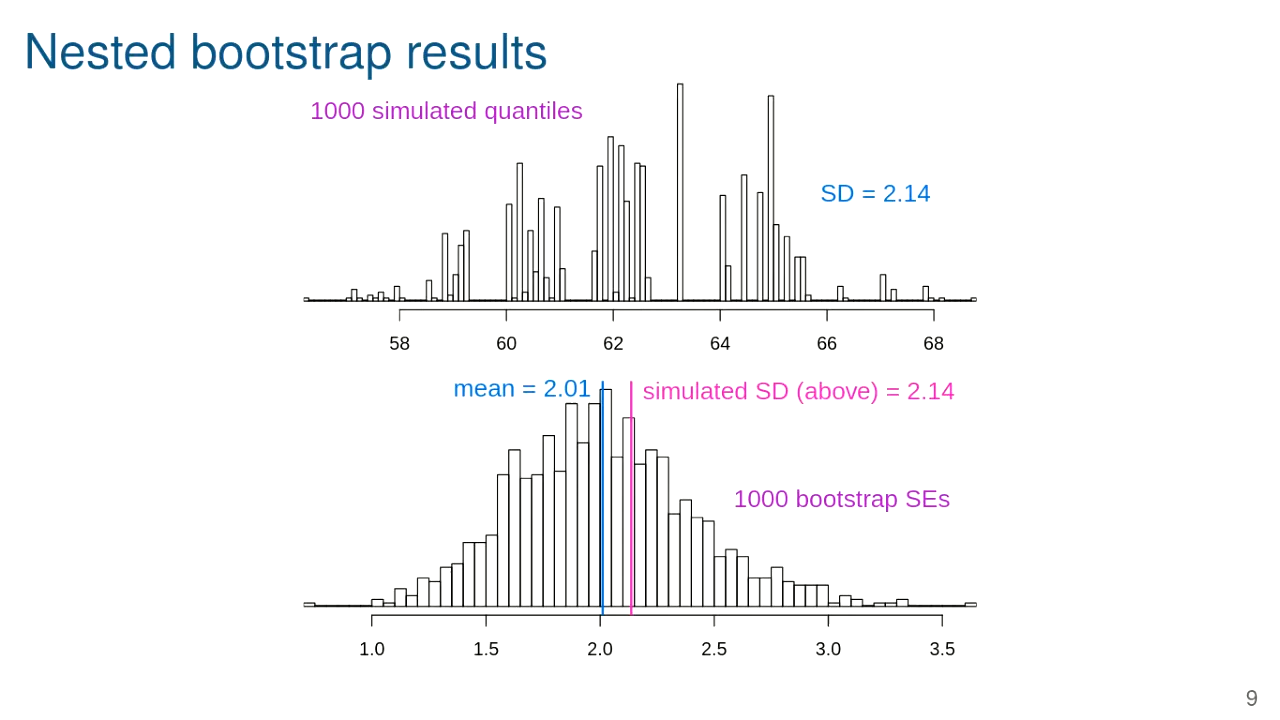 Nested bootstrap results
1000 simulated quantiles
SD = 2.14
58 60 62 64 66 68
mean = 2.01
simulated SD (above) = 2.14
1000 bootstrap SEs
1.0 1.5 2.0 2.5 3.0 3.5
9